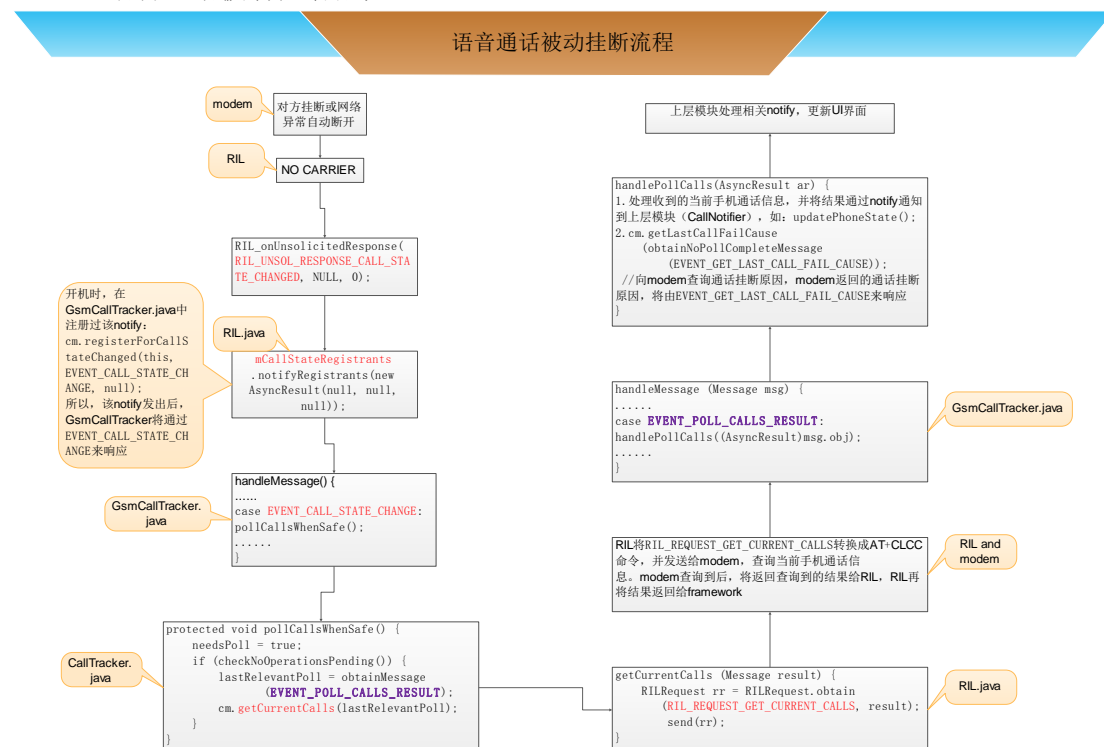 语音通话被动挂断流程
modem
对方挂断或网络
异常自动断开
RIL
NO CARRIER
RIL_onUnsolicitedResponse(
RIL_UNSOL_RESPONSE_CALL_STA
TE_CHANGED, NULL, 0);
开机时，在
GsmCallTracker.java中
注册过该notify：
cm.registerForCallS
tateChanged(this,
EVENT_CALL_STATE_CH
ANGE, null);
所以，该notify发出后，
GsmCallTracker将通过
EVENT_CALL_STATE_CH
ANGE来响应
RIL.java
mCallStateRegistrants
.notifyRegistrants(new
AsyncResult(null, null,
null));
GsmCallTracker.
java
handleMessage() {
......
case EVENT_CALL_STATE_CHANGE:
pollCallsWhenSafe();
......
}
CallTracker.
java
protected void pollCallsWhenSafe() {
needsPoll = true;
if (checkNoOperationsPending()) {
lastRelevantPoll = obtainMessage
(EVENT_POLL_CALLS_RESULT);
cm.getCurrentCalls(lastRelevantPoll);
}
}
上层模块处理相关notify，更新UI界面
handlePollCalls(AsyncResult ar) {
1.处理收到的当前手机通话信息，并将结果通过notify通知
到上层模块（CallNotifier），如：updatePhoneState();
2.cm.getLastCallFailCause
(obtainNoPollCompleteMessage
(EVENT_GET_LAST_CALL_FAIL_CAUSE));
//向modem查询通话挂断原因，modem返回的通话挂断
原因，将由EVENT_GET_LAST_CALL_FAIL_CAUSE来响应
}
handleMessage (Message msg) {
......
case EVENT_POLL_CALLS_RESULT:
handlePollCalls((AsyncResult)msg.obj);
......
}
GsmCallTracker.java
RIL将RIL_REQUEST_GET_CURRENT_CALLS转换成AT+CLCC
命令，并发送给modem，查询当前手机通话信
息。modem查询到后，将返回查询到的结果给RIL，RIL再
将结果返回给framework
RIL and
modem
getCurrentCalls (Message result) {
RILRequest rr = RILRequest.obtain
(RIL_REQUEST_GET_CURRENT_CALLS, result);
send(rr);
}
RIL.java